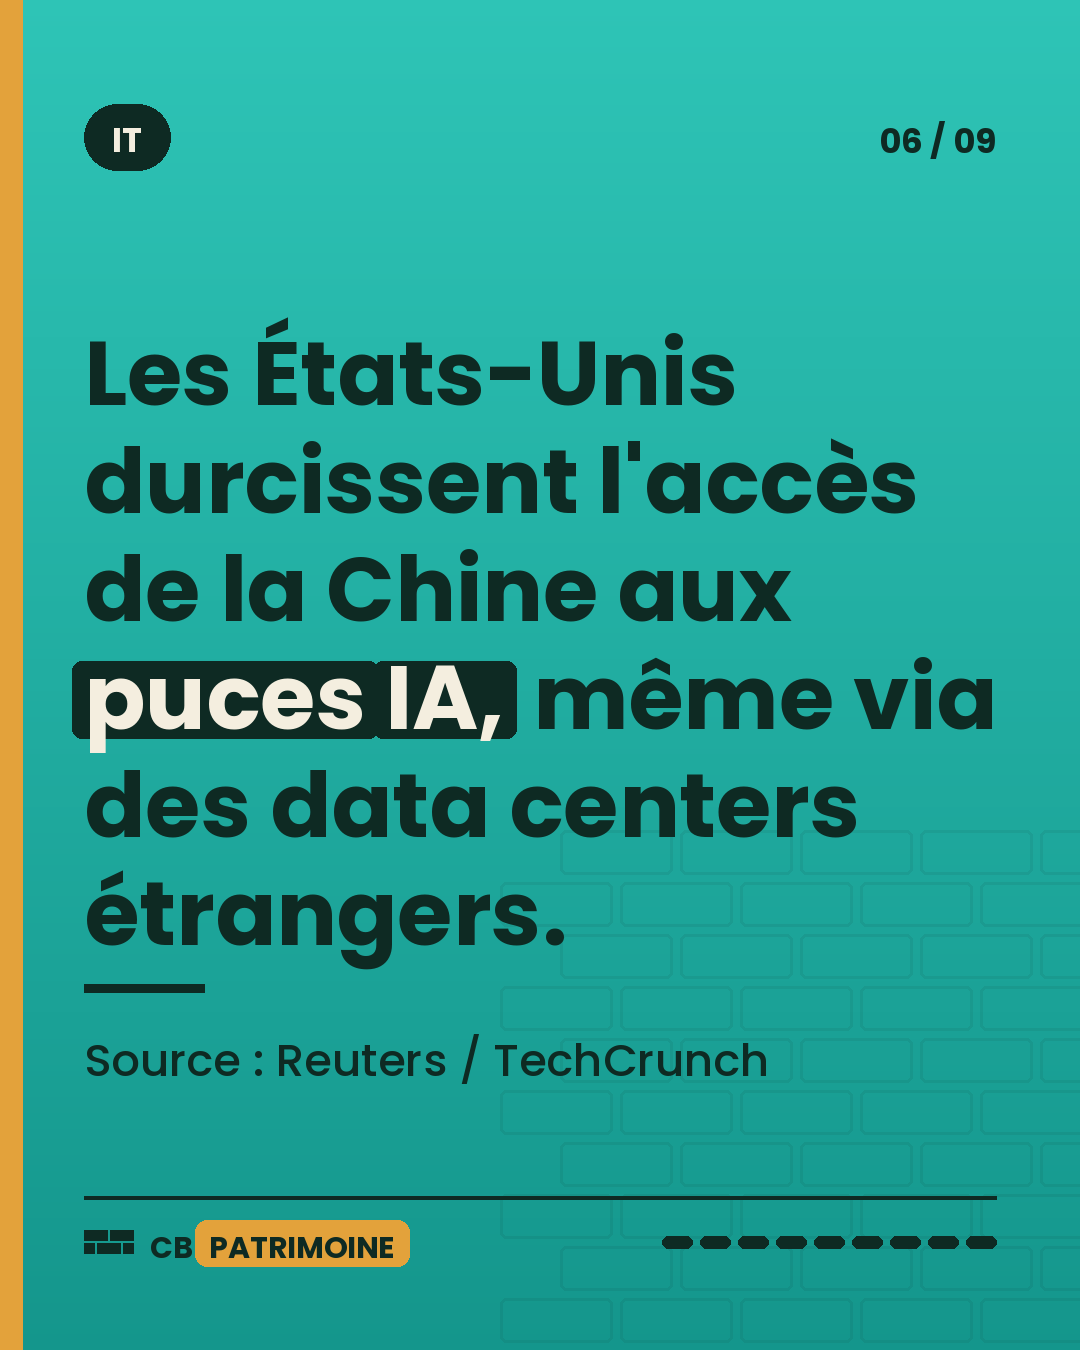 IT
06 / 09
Les États-Unis
durcissent l'accès
de la Chine aux
puces IA, même via
des data centers
étrangers.
Source : Reuters / TechCrunch
CB PATRIMOINE